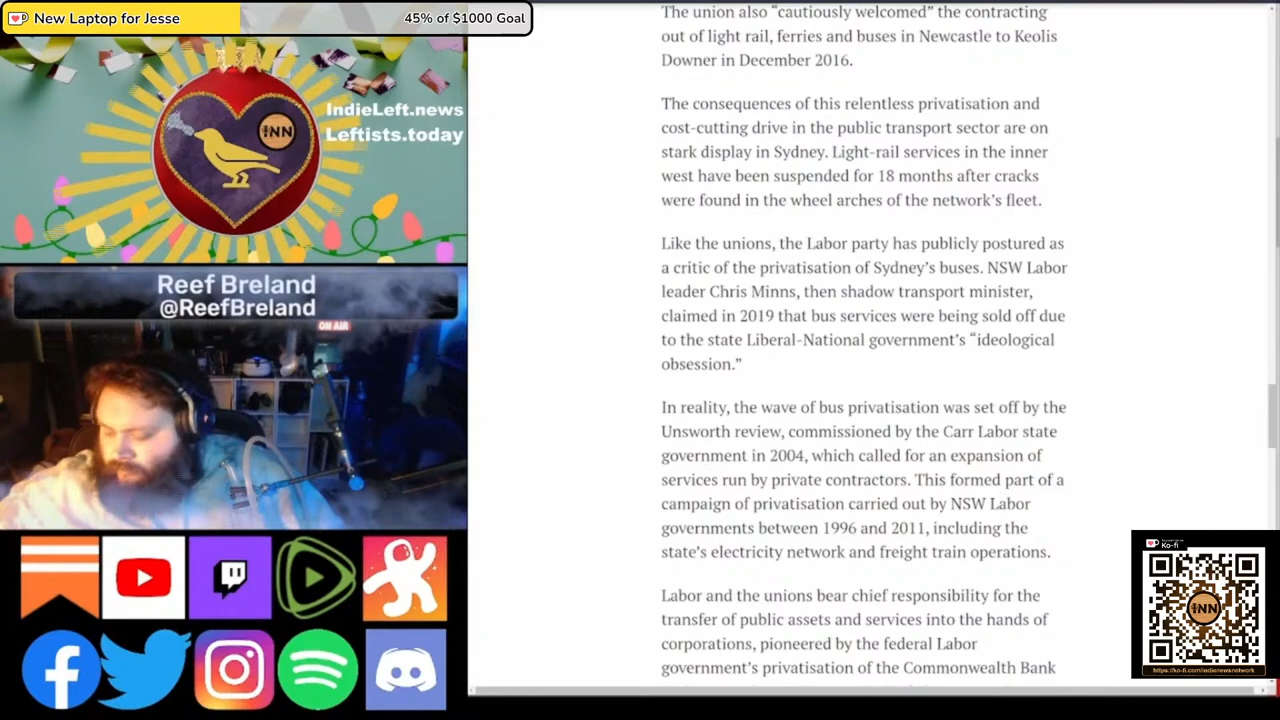 New Laptop for Jesse
45% of $1000 Goal
IndieLeft.news
Leftists.today
INN
Reef Breland
@ReefBreland
ON AIR
The union also “cautiously welcomed” the contracting
out of light rail, ferries and buses in Newcastle to Keolis
Downer in December 2016.
The consequences of this relentless privatisation and
cost-cutting drive in the public transport sector are on
stark display in Sydney. Light-rail services in the inner
west have been suspended for 18 months after cracks
were found in the wheel arches of the network’s fleet.
Like the unions, the Labor party has publicly postured as
a critic of the privatisation of Sydney’s buses. NSW Labor
leader Chris Minns, then shadow transport minister,
claimed in 2019 that bus services were being sold off due
to the state Liberal-National government’s “ideological
obsession.”
In reality, the wave of bus privatisation was set off by the
Unsworth review, commissioned by the Carr Labor state
government in 2004, which called for an expansion of
services run by private contractors. This formed part of a
campaign of privatisation carried out by NSW Labor
governments between 1996 and 2011, including the
state’s electricity network and freight train operations.
Labor and the unions bear chief responsibility for the
transfer of public assets and services into the hands of
corporations, pioneered by the federal Labor
government’s privatisation of the Commonwealth Bank
Ko-fi
INN
https://ko-fi.com/indienewsnetwork